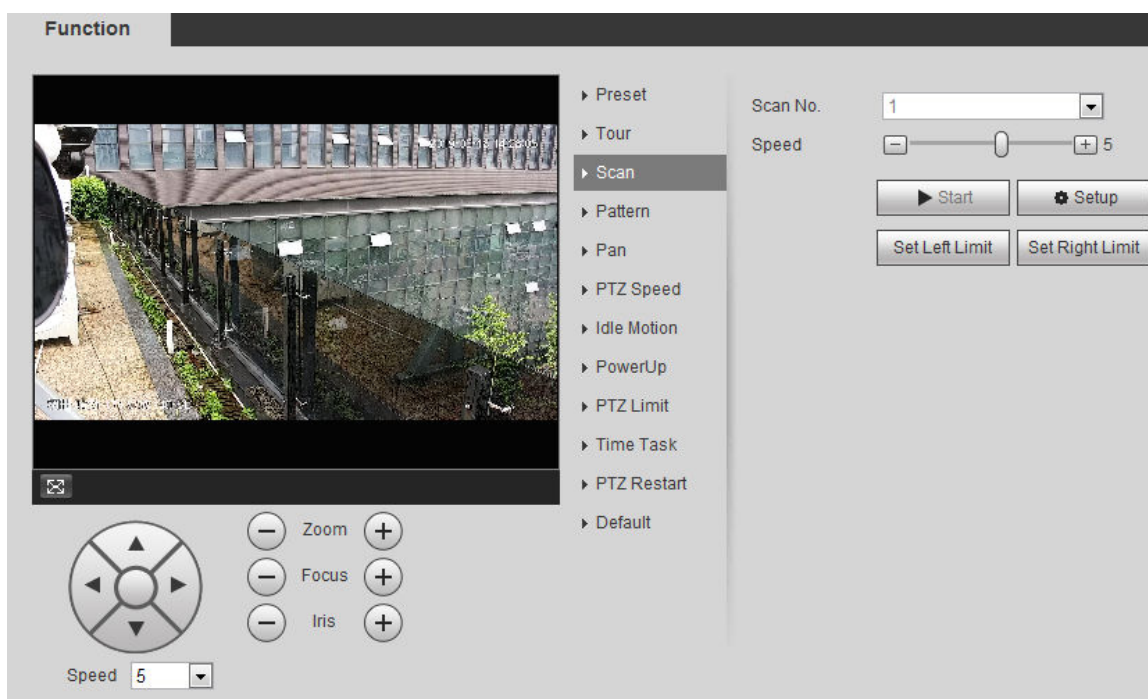 Function
Preset
Tour
Scan
Pattern
Pan
PTZ Speed
Idle Motion
PowerUp
PTZ Limit
Time Task
PTZ Restart
Default
Scan No. 1
Speed 5
Start Setup
Set Left Limit Set Right Limit
Zoom
Focus
Iris
Speed 5